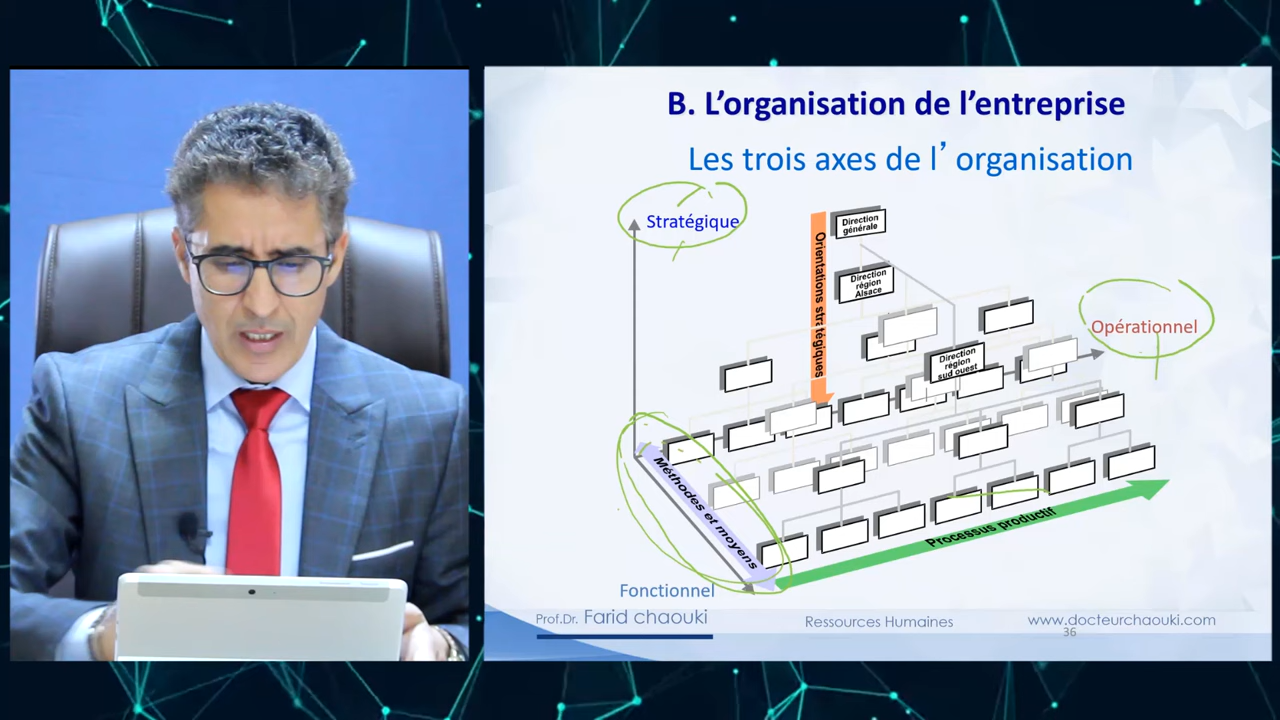 B. L’organisation de l’entreprise
Les trois axes de l’ organisation
Stratégique
Direction
générale
Orientations stratégiques
Direction
région
Alsace
Opérationnel
Direction
région
sud ouest
Méthodes et moyens
Processus productif
Fonctionnel
Prof.Dr. Farid chaouki
Ressources Humaines
www.docteurchaouki.com
36